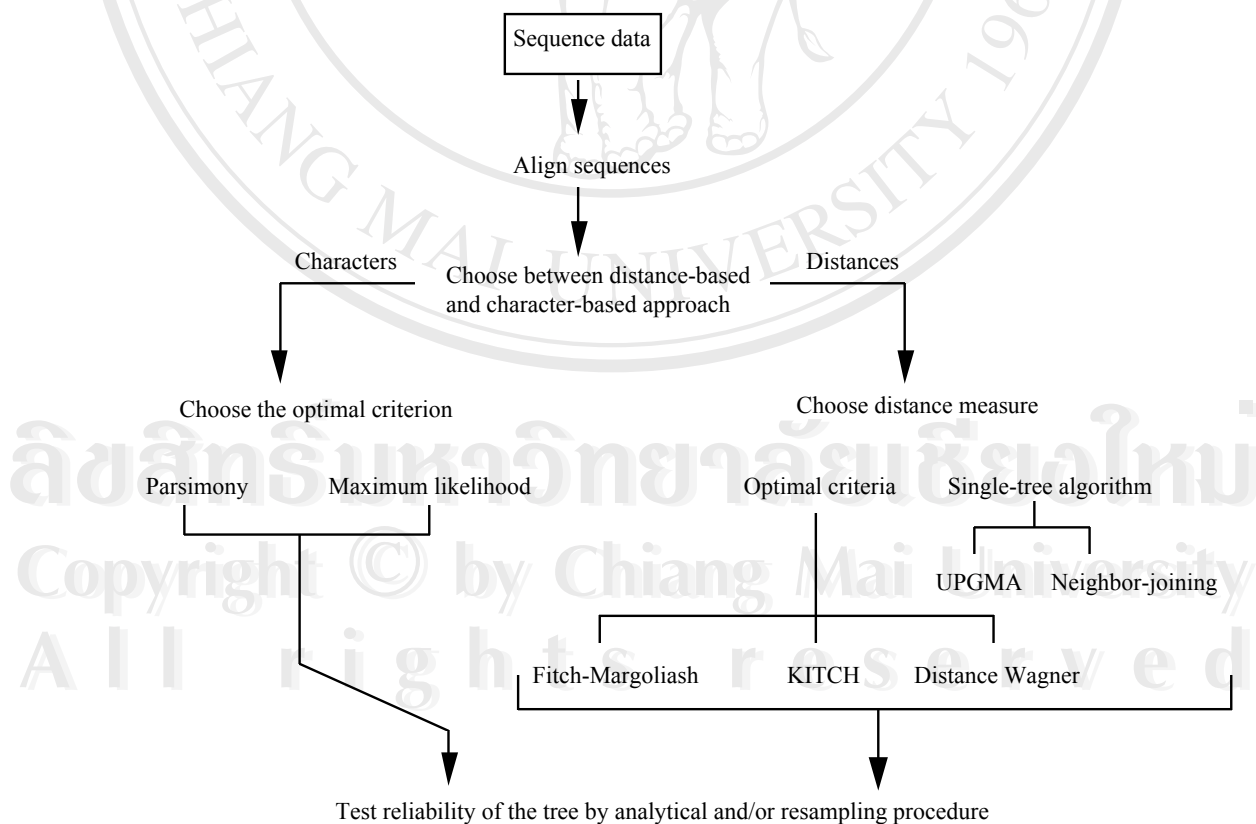 CHIANG MAI UNIVERSITY 196
Sequence data
Align sequences
Characters
Choose between distance-based
and character-based approach
Distances
Choose the optimal criterion
Choose distance measure
Parsimony
Maximum likelihood
Optimal criteria
Single-tree algorithm
UPGMA
Neighbor-joining
Fitch-Margoliash
KITCH
Distance Wagner
Test reliability of the tree by analytical and/or resampling procedure
ลิขสิทธิ์มหาวิทยาลัยเชียงใหม่
Copyright © by Chiang Mai University
All rights reserved